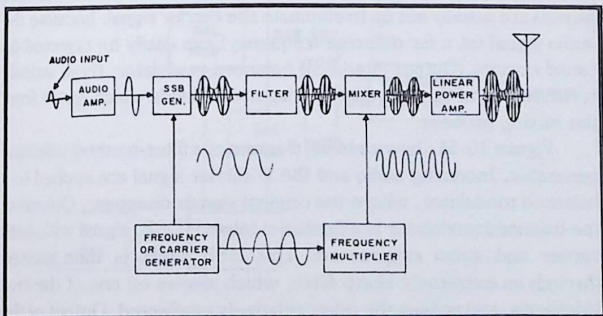 AUDIO INPUT
AUDIO
AMP.
SSB
GEN.
FILTER
MIXER
LINEAR
POWER
AMP.
FREQUENCY
OR CARRIER
GENERATOR
FREQUENCY
MULTIPLIER